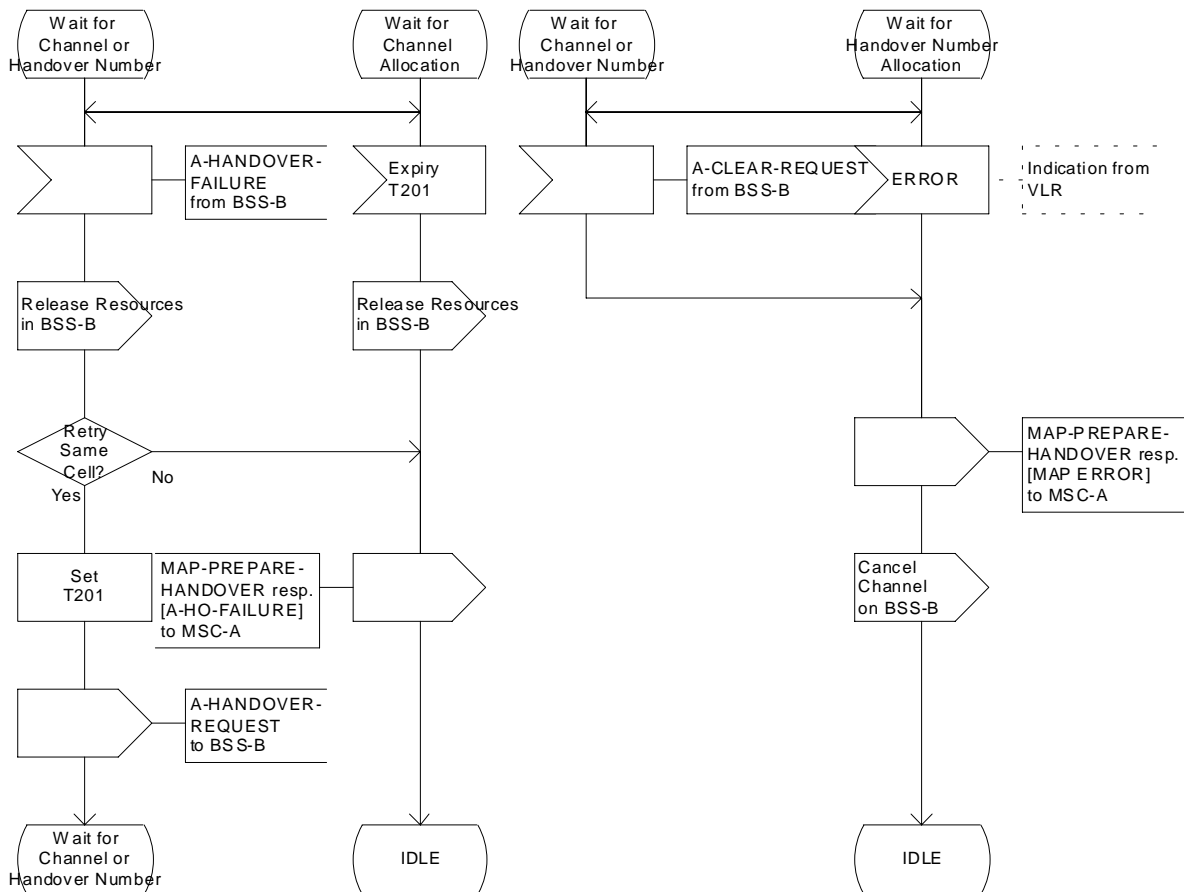 Wait for
Channel or
Handover Number
Wait for
Channel
Allocation
Wait for
Channel or
Handover Number
Wait for
Handover Number
Allocation
A-HANDOVER-
FAILURE
from BSS-B
Expiry
T201
A-CLEAR-REQUEST
from BSS-B
ERROR
Indication from
VLR
Release Resources
in BSS-B
Release Resources
in BSS-B
Retry
Same
Cell?
No
Yes
MAP-PREPARE-
HANDOVER resp.
[MAP ERROR]
to MSC-A
Set
T201
MAP-PREPARE-
HANDOVER resp.
[A-HO-FAILURE]
to MSC-A
Cancel
Channel
on BSS-B
A-HANDOVER-
REQUEST
to BSS-B
Wait for
Channel or
Handover Number
IDLE
IDLE